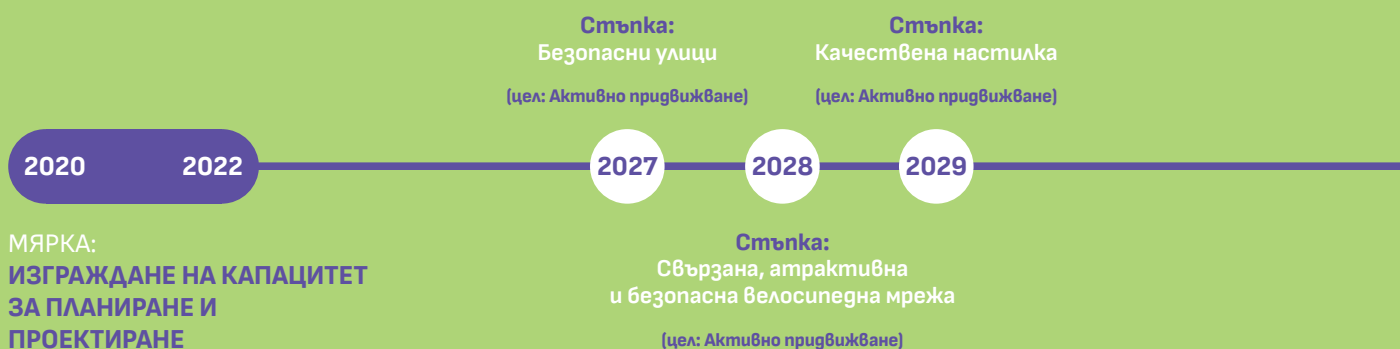 Стъпка:
Безопасни улици
(цел: Активно придвижване)
Стъпка:
Качествена настилка
(цел: Активно придвижване)
2020 2022 2027 2028 2029
МЯРКА:
ИЗГРАЖДАНЕ НА КАПАЦИТЕТ
ЗА ПЛАНИРАНЕ И
ПРОЕКТИРАНЕ
Стъпка:
Свързана, атрактивна
и безопасна велосипедна мрежа
(цел: Активно придвижване)